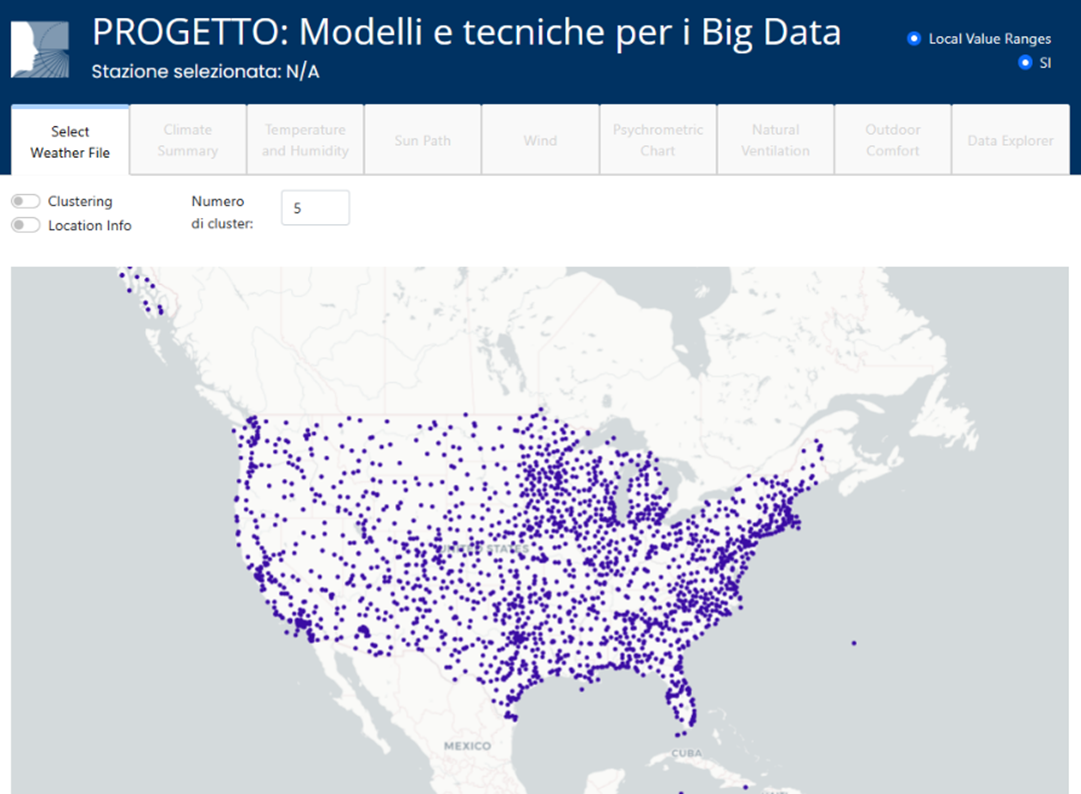 PROGETTO: Modelli e tecniche per i Big Data
Stazione selezionata: N/A
Local Value Ranges
SI
Select
Weather File
Climate
Summary
Temperature
and Humidity
Sun Path
Wind
Psychrometric
Chart
Natural
Ventilation
Outdoor
Comfort
Data Explorer
Clustering
Location Info
Numero
di cluster:
5
UNITED STATES
MEXICO
CUBA